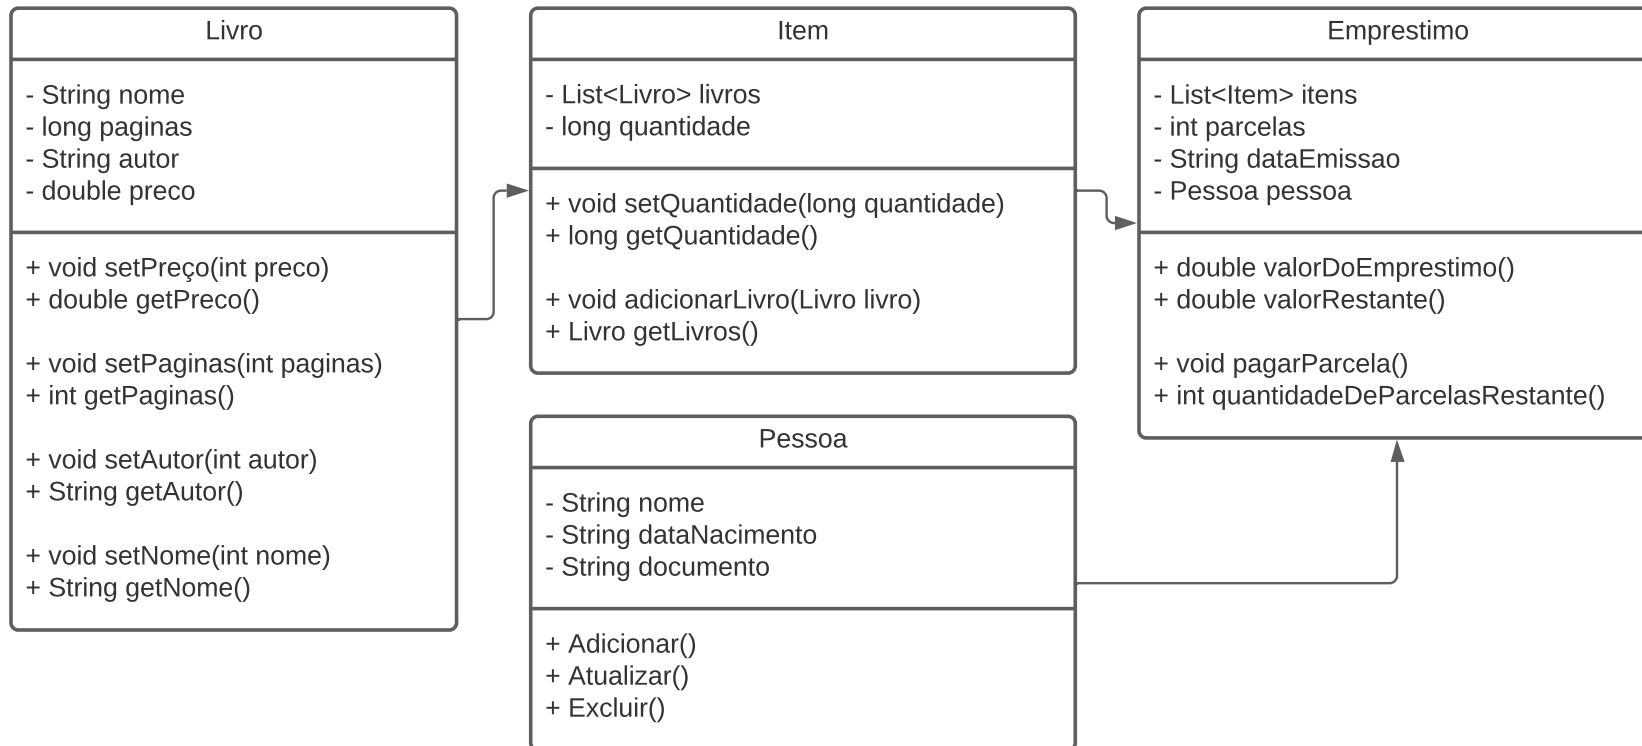 Livro
- String nome
- long paginas
- String autor
- double preco
+ void setPreço(int preco)
+ double getPreco()
+ void setPaginas(int paginas)
+ int getPaginas()
+ void setAutor(int autor)
+ String getAutor()
+ void setNome(int nome)
+ String getNome()
Item
- List<Livro> livros
- long quantidade
+ void setQuantidade(long quantidade)
+ long getQuantidade()
+ void adicionarLivro(Livro livro)
+ Livro getLivros()
Pessoa
- String nome
- String dataNacimento
- String documento
+ Adicionar()
+ Atualizar()
+ Excluir()
Emprestimo
- List<Item> itens
- int parcelas
- String dataEmissao
- Pessoa pessoa
+ double valorDoEmprestimo()
+ double valorRestante()
+ void pagarParcela()
+ int quantidadeDeParcelasRestante()